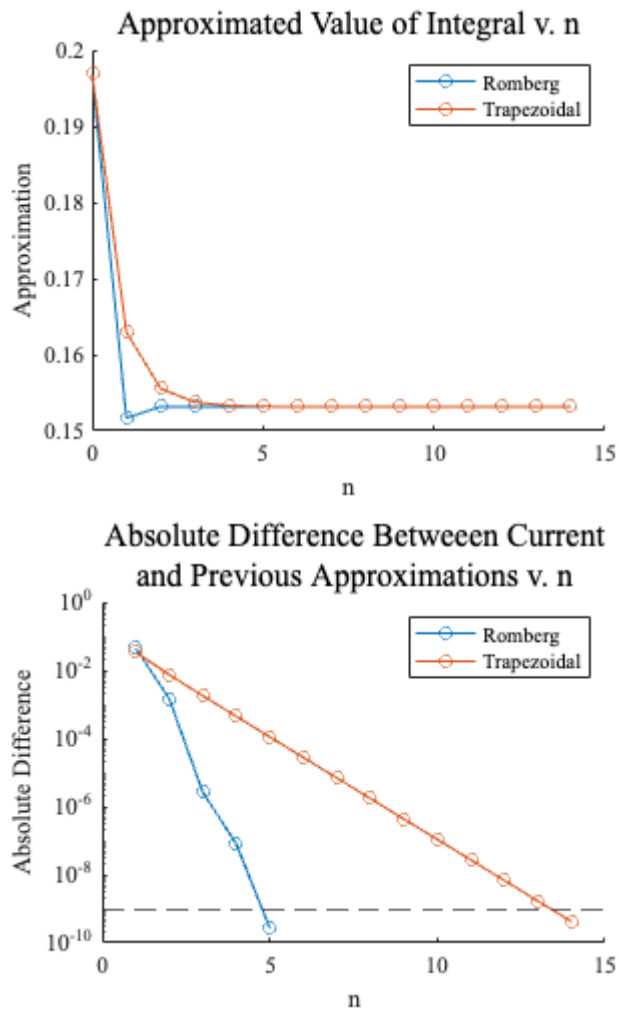 Approximated Value of Integral v. n
0.2
0.19
0.18
0.17
0.16
0.15
Approximation
Romberg
Trapezoidal
0
5
10
15
n
Absolute Difference Betweeen Current
and Previous Approximations v. n
10^0
10^-2
10^-4
10^-6
10^-8
10^-10
Absolute Difference
Romberg
Trapezoidal
0
5
10
15
n